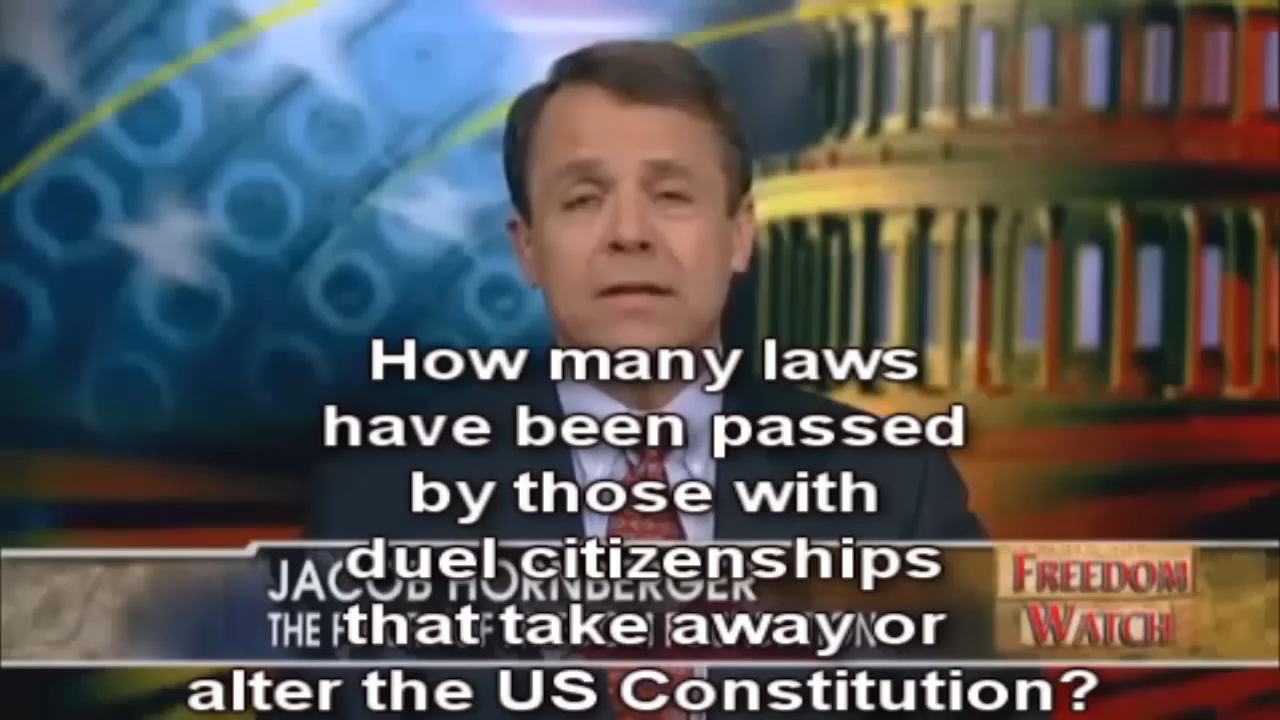 How many laws
have been passed
by those with
duel citizenships
that take away or
alter the US Constitution?
JACOB HORNBERGER
THE
FREEDOM
WATCH